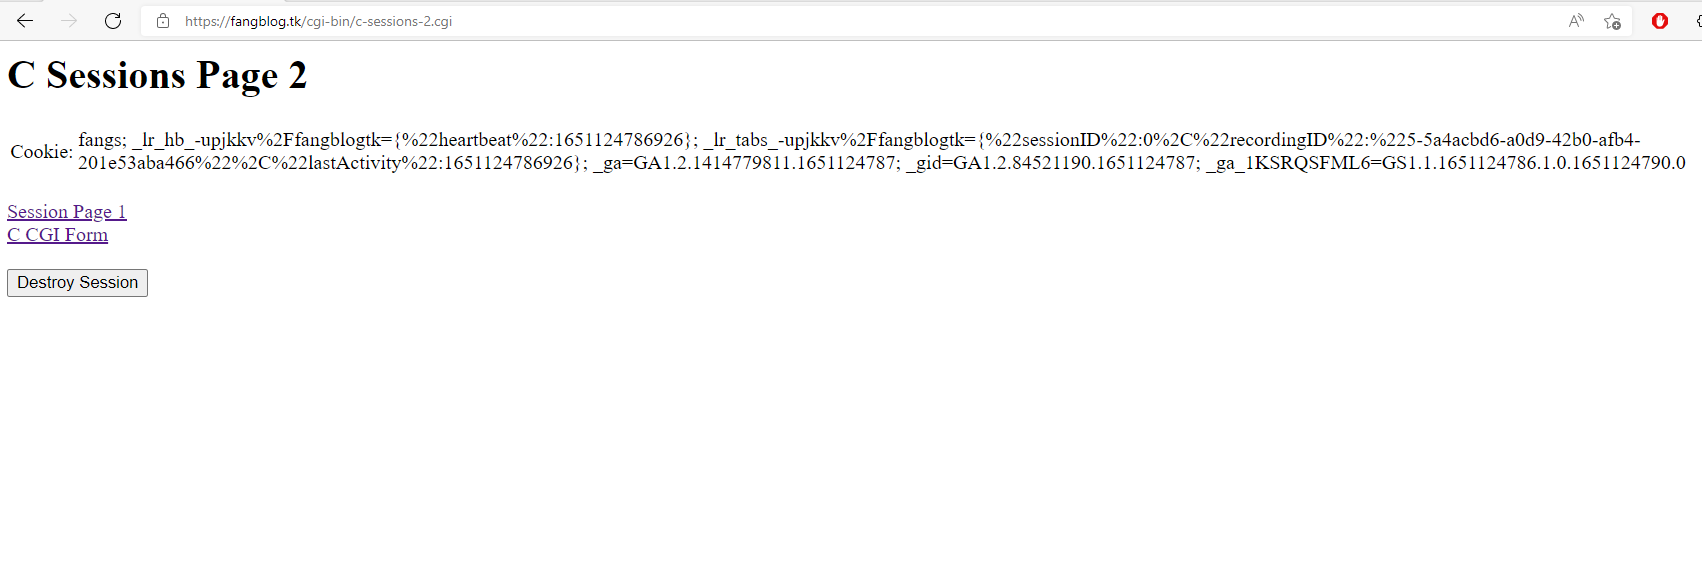 https://fangblog.tk/cgi-bin/c-sessions-2.cgi
C Sessions Page 2
fangs; _lr_hb_-upjkkv%2Ffangblogtk={%22heartbeat%22:1651124786926}; _lr_tabs_-upjkkv%2Ffangblogtk={%22sessionID%22:0%2C%22recordingID%22:%225-5a4acbd6-a0d9-42b0-afb4-
Cookie:
201e53aba466%22%2C%22lastActivity%22:1651124786926}; _ga=GA1.2.1414779811.1651124787; _gid=GA1.2.84521190.1651124787; _ga_1KSRQSFML6=GS1.1.1651124786.1.0.1651124790.0
Session Page 1
C CGI Form
Destroy Session